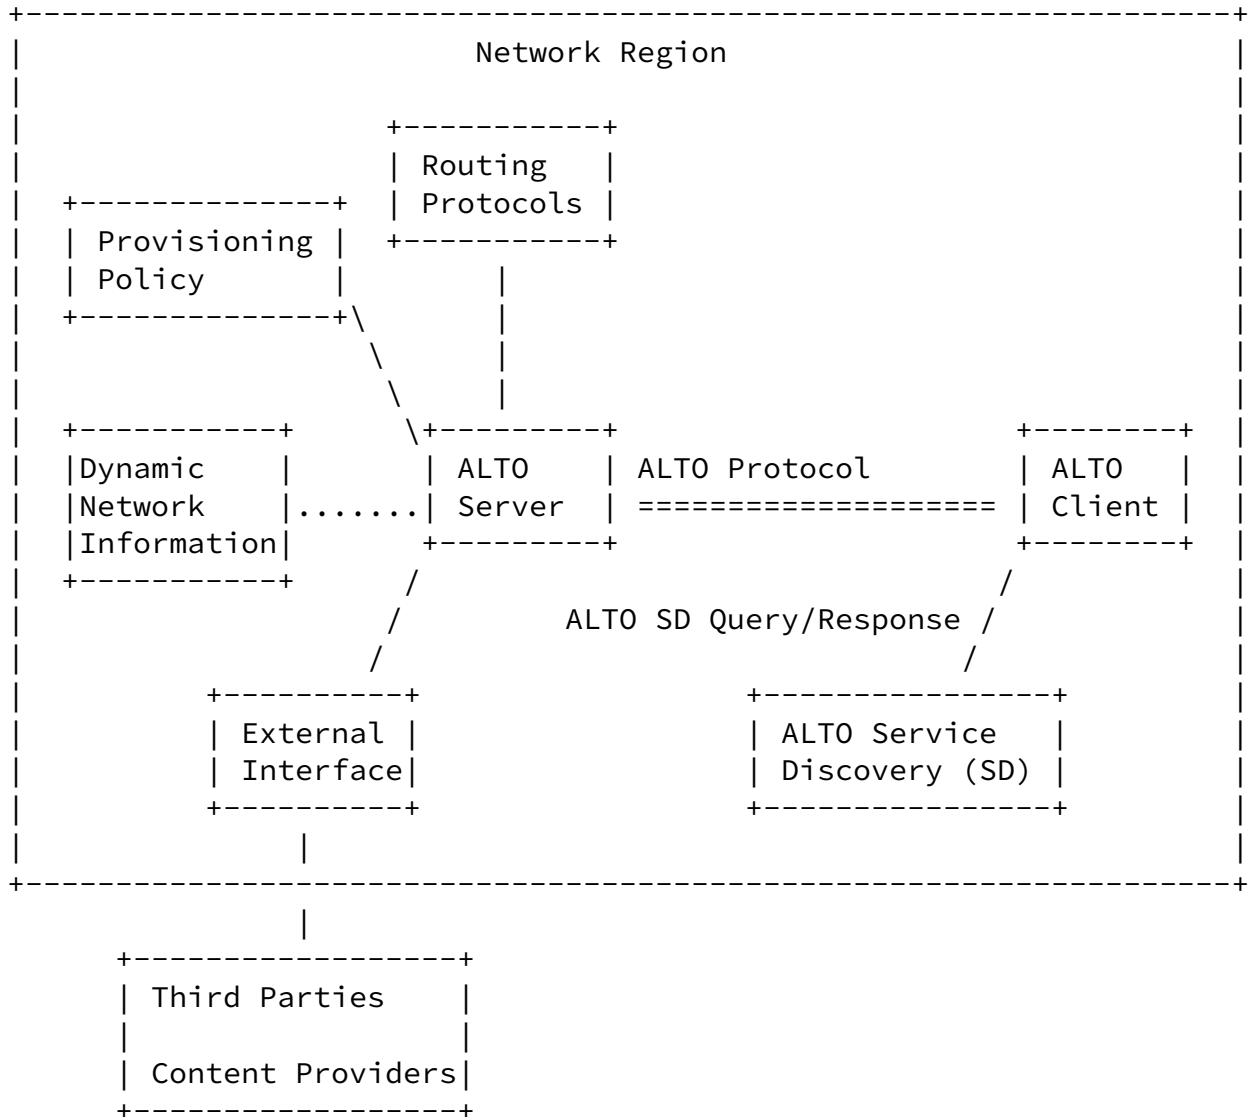 Network Region
Routing
Protocols
Provisioning
Policy
Dynamic
Network
Information
ALTO
Server
ALTO Protocol
ALTO
Client
ALTO SD Query/Response
External
Interface
ALTO Service
Discovery (SD)
Third Parties
Content Providers